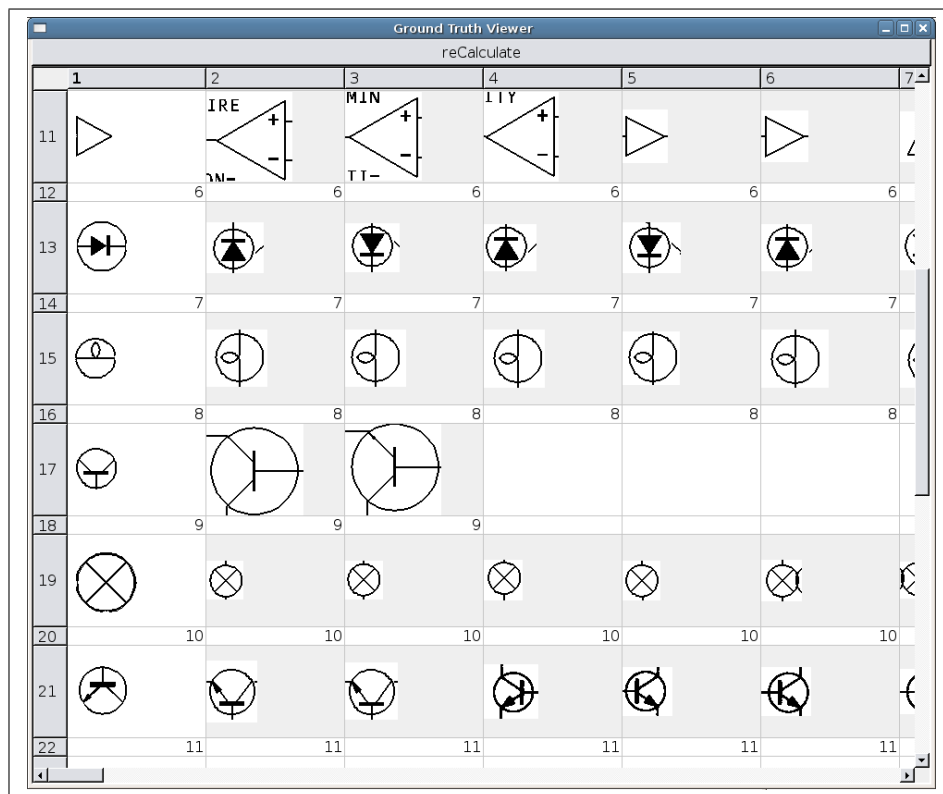 Ground Truth Viewer
reCalculate
1 2 3 4 5 6 7
11 IRE + − MIN + − TI− ITY + −
12 6 6 6 6 6 6
13
14 7 7 7 7 7 7
15
16 8 8 8 8 8 8
17
18 9 9 9
19
20 10 10 10 10 10 10
21
22 11 11 11 11 11 11